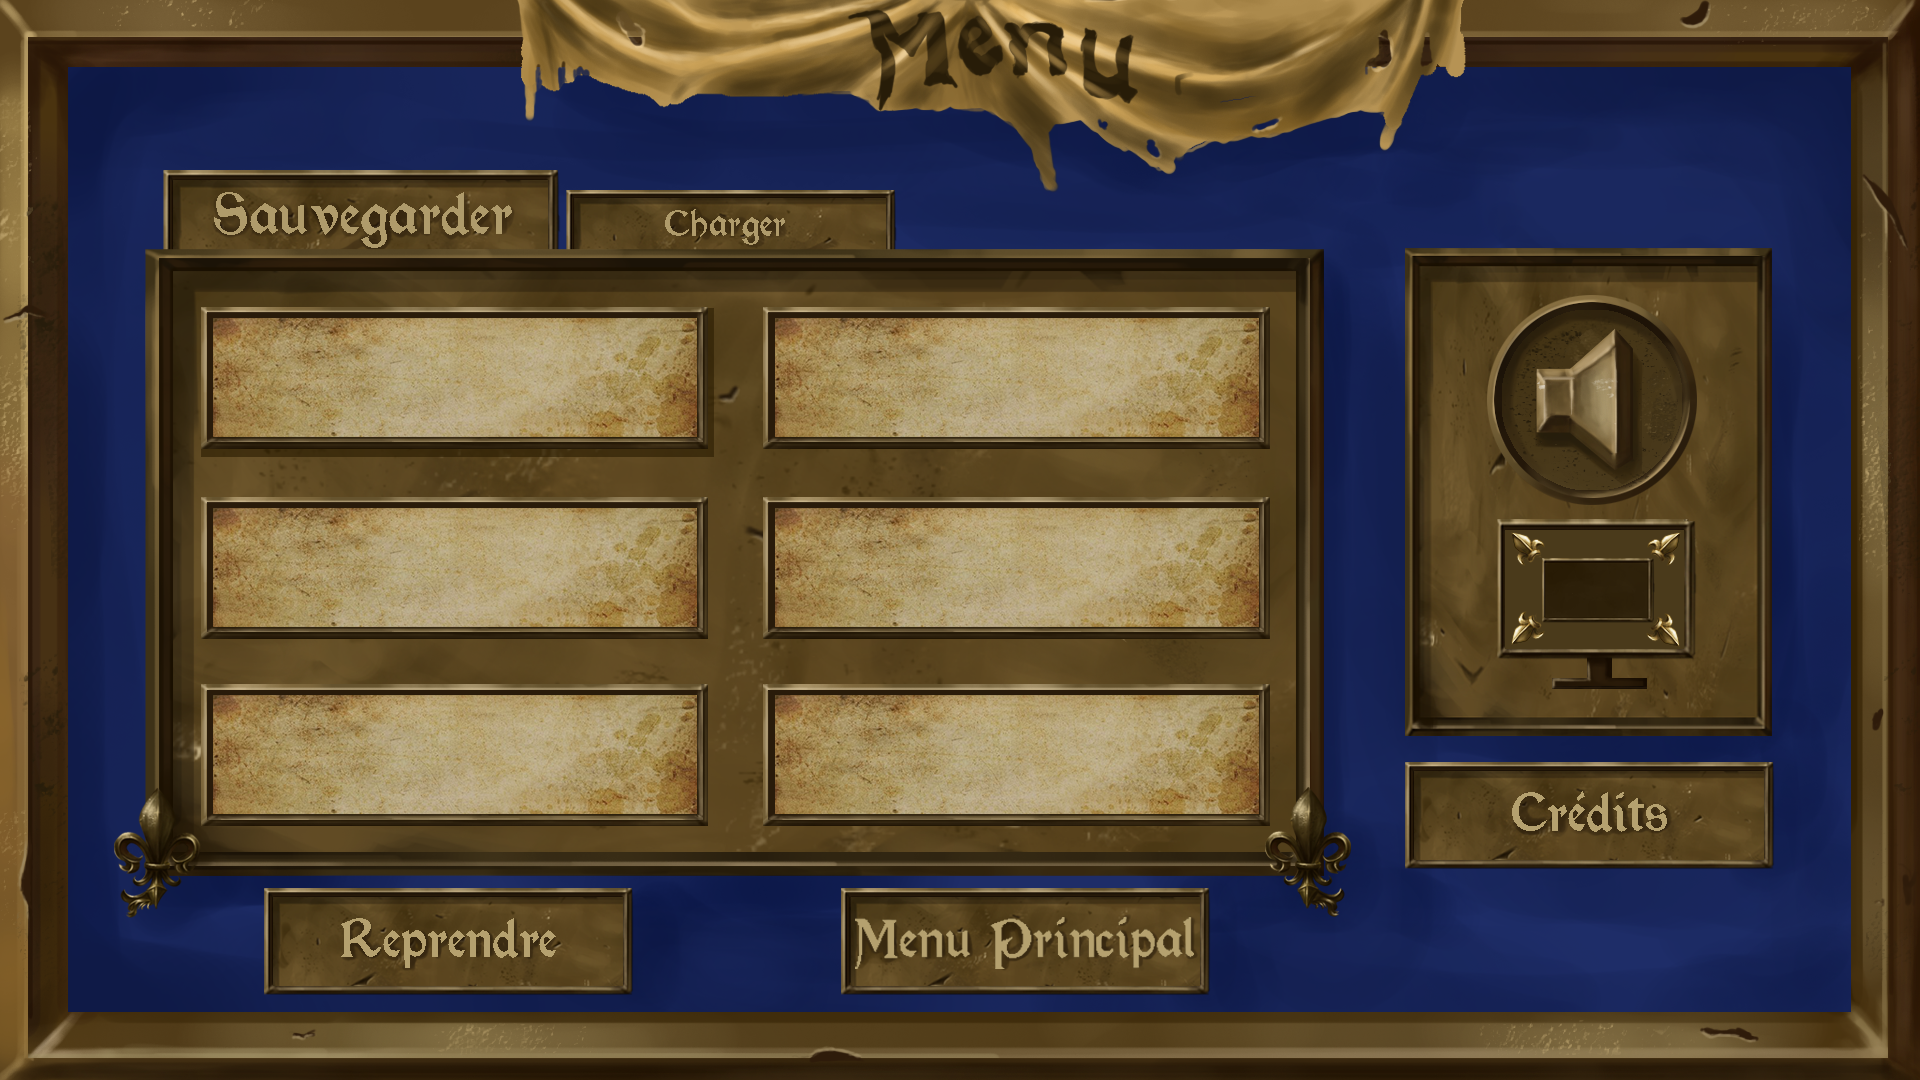 Menu
Sauvegarder
Charger
Crédits
Reprendre
Menu Principal